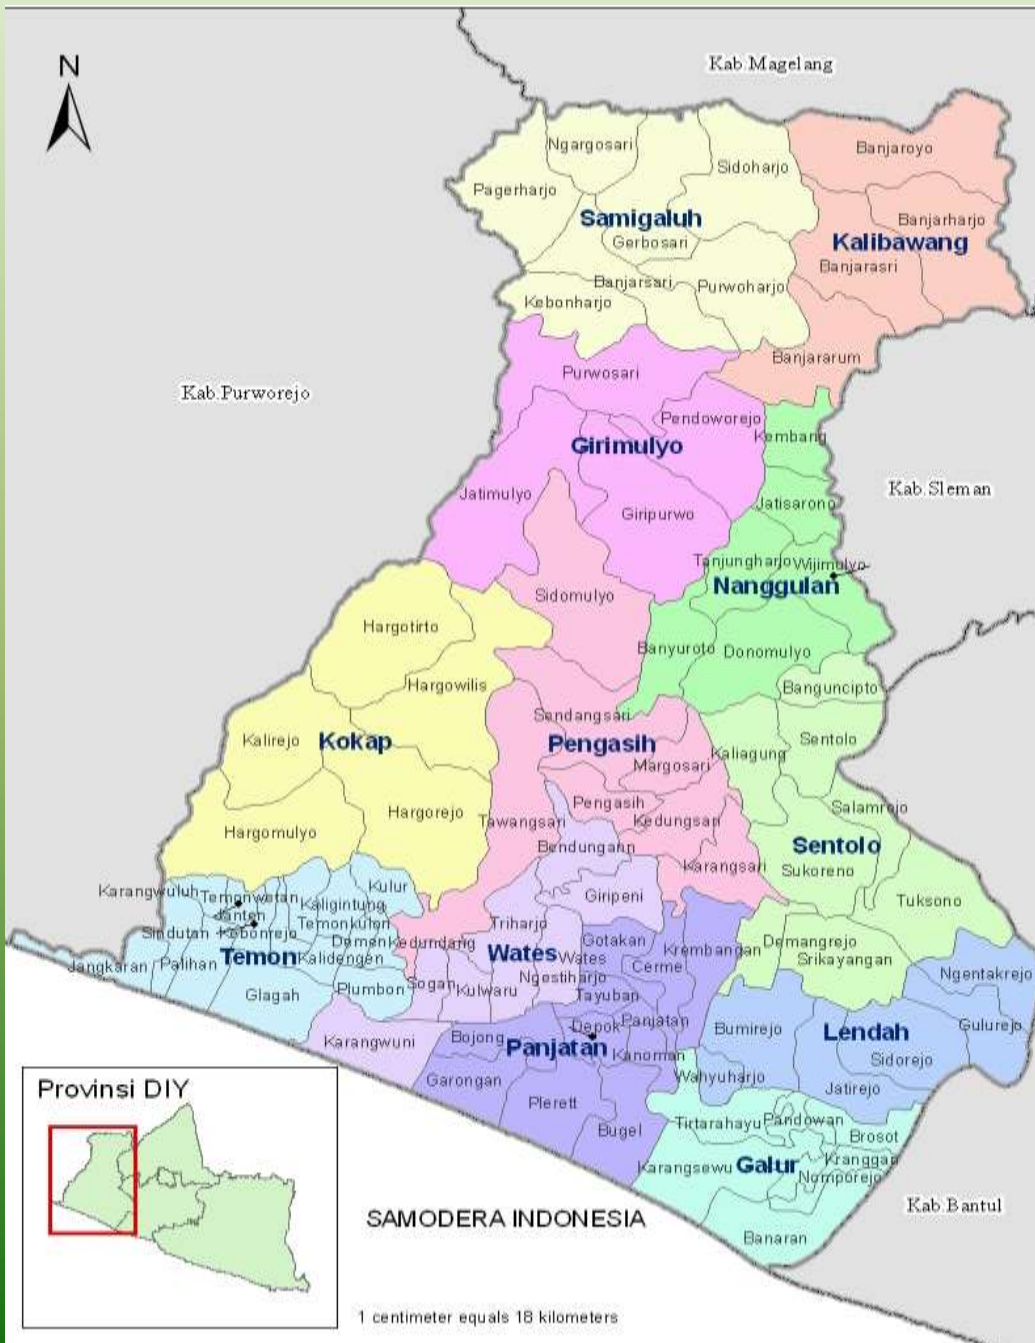 Kab.Magelang
N
Ngargosari
Banjaroyo
Sidoharjo
Pagerharjo
Samigaluh
Banjarharjo
Gerbosari
Kalibawang
Banjarasri
Banjarsari
Purwoharjo
Kebonharjo
Banjararum
Purwosari
Kab.Purworejo
Pendoworejo
Kembang
Girimulyo
Kab.Sleman
Jatimulyo
Jatisarono
Giripurwo
Tanjungharjo
Wijimulyo
Nanggulan
Sidomulyo
Hargotirto
Banyuroto
Donomulyo
Hargowilis
Banguncipto
Sendangsari
Kalirejo
Kokap
Pengasih
Sentolo
Kaliagung
Margosari
Pengasih
Salamrejo
Hargorejo
Tawangsari
Kedungsari
Hargomulyo
Bendungann
Sentolo
Karangsari
Sukoreno
Karangwuluh
Temonwetan
Kulur
Kaligintung
Giripeni
Tuksono
Janten
Temonkulon
Triharjo
Sindutan
Kebonrejo
Demen
Kedundang
Gotakan
Krembangan
Demangrejo
Jangkaran
Palihan
Temon
Kalidengen
Wates
Wates
Cerme
Srikayangan
Ngentakrejo
Glagah
Plumbon
Sogan
Kulwaru
Ngestiharjo
Tayuban
Karangwuni
Bojong
Depok
Panjatan
Bumirejo
Lendah
Gulurejo
Panjatan
Kanoman
Sidorejo
Garongan
Wahyuharjo
Jatirejo
Plerett
Bugel
Tirtarahayu
Pandowan
Brosot
Karangsewu
Galur
Kranggan
Nomporejo
Banaran
Kab.Bantul
Provinsi DIY
SAMODERA INDONESIA
1 centimeter equals 18 kilometers